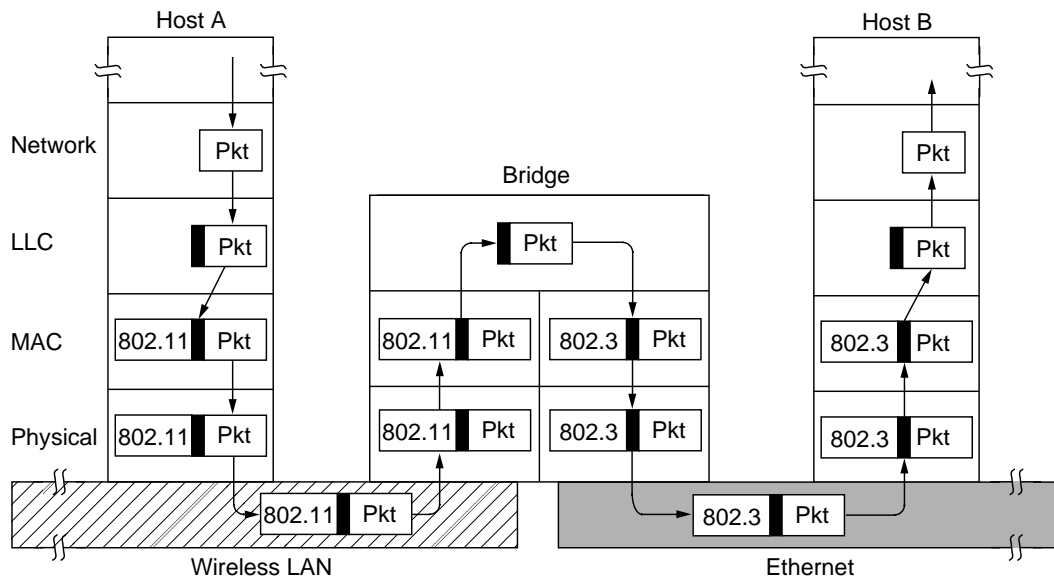 Host A
Host B
Network
Pkt
Pkt
Bridge
LLC
Pkt
Pkt
Pkt
MAC
802.11 Pkt
802.11 Pkt
802.3 Pkt
802.3 Pkt
Physical
802.11 Pkt
802.11 Pkt
802.3 Pkt
802.3 Pkt
802.11 Pkt
802.3 Pkt
Wireless LAN
Ethernet